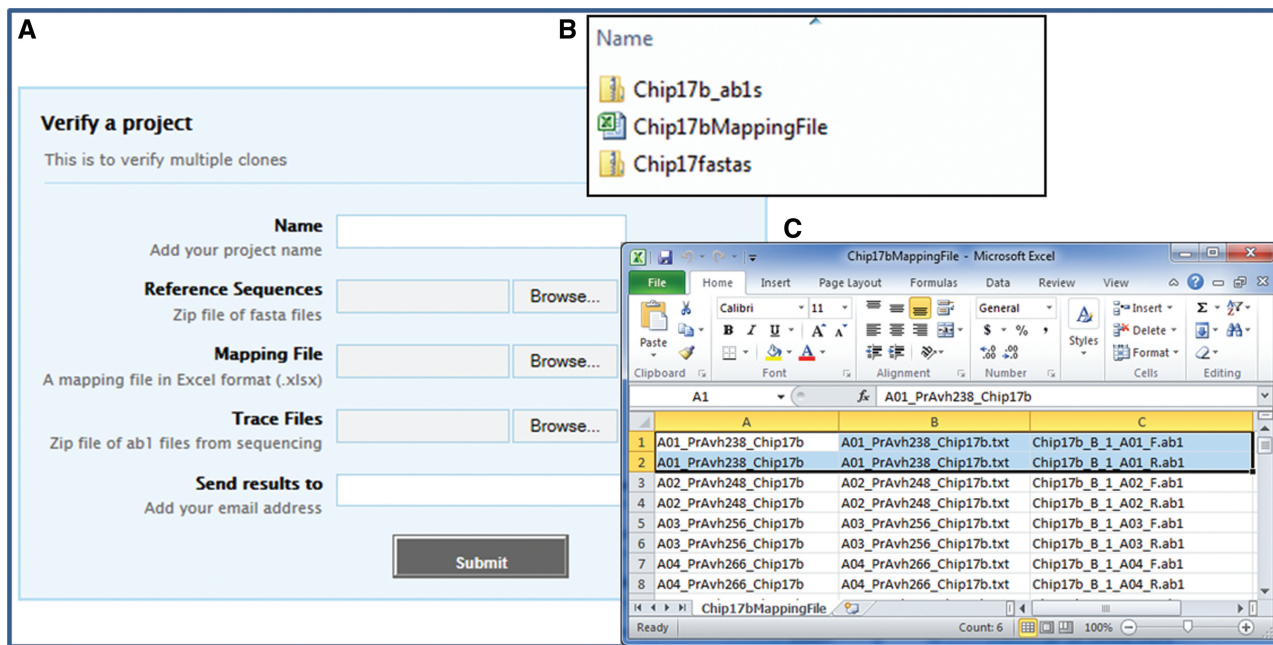 A
Verify a project
This is to verify multiple clones
Name
Add your project name
Reference Sequences
Browse...
Zip file of fasta files
Mapping File
Browse...
A mapping file in Excel format (.xlsx)
Trace Files
Browse...
Zip file of ab1 files from sequencing
Send results to
Add your email address
Submit
B
Name
Chip17b_ab1s
Chip17bMappingFile
Chip17fastas
C
Chip17bMappingFile - Microsoft Excel
File Home Insert Page Layout Formulas Data Review View
Paste
Calibri 11
B I U A A
General
$ % ,
Styles
Insert
Delete
Format
Clipboard Font Alignment Number Cells Editing
A1 fx A01_PrAvh238_Chip17b
A B C
1 A01_PrAvh238_Chip17b A01_PrAvh238_Chip17b.txt Chip17b_B_1_A01_F.ab1
2 A01_PrAvh238_Chip17b A01_PrAvh238_Chip17b.txt Chip17b_B_1_A01_R.ab1
3 A02_PrAvh248_Chip17b A02_PrAvh248_Chip17b.txt Chip17b_B_1_A02_F.ab1
4 A02_PrAvh248_Chip17b A02_PrAvh248_Chip17b.txt Chip17b_B_1_A02_R.ab1
5 A03_PrAvh256_Chip17b A03_PrAvh256_Chip17b.txt Chip17b_B_1_A03_F.ab1
6 A03_PrAvh256_Chip17b A03_PrAvh256_Chip17b.txt Chip17b_B_1_A03_R.ab1
7 A04_PrAvh266_Chip17b A04_PrAvh266_Chip17b.txt Chip17b_B_1_A04_F.ab1
8 A04_PrAvh266_Chip17b A04_PrAvh266_Chip17b.txt Chip17b_B_1_A04_R.ab1
Chip17bMappingFile
Ready Count: 6 100%